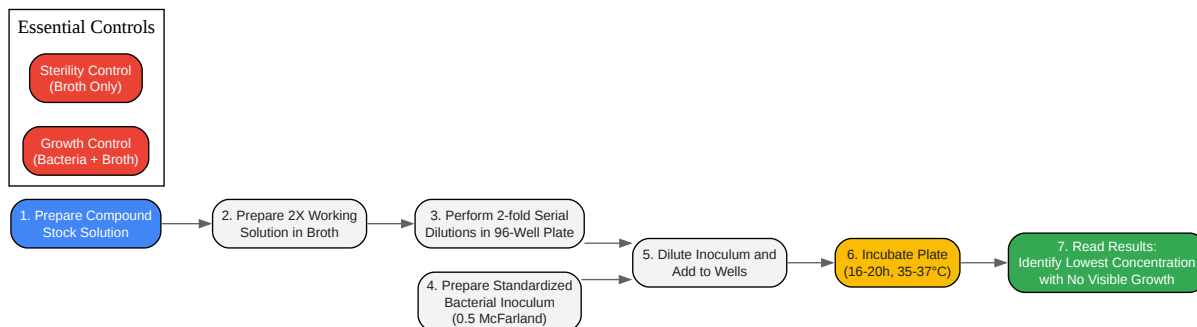 Essential Controls
Sterility Control
(Broth Only)
Growth Control
(Bacteria + Broth)
1. Prepare Compound
Stock Solution
2. Prepare 2X Working
Solution in Broth
3. Perform 2-fold Serial
Dilutions in 96-Well Plate
4. Prepare Standardized
Bacterial Inoculum
(0.5 McFarland)
5. Dilute Inoculum and
Add to Wells
6. Incubate Plate
(16-20h, 35-37°C)
7. Read Results:
Identify Lowest Concentration
with No Visible Growth